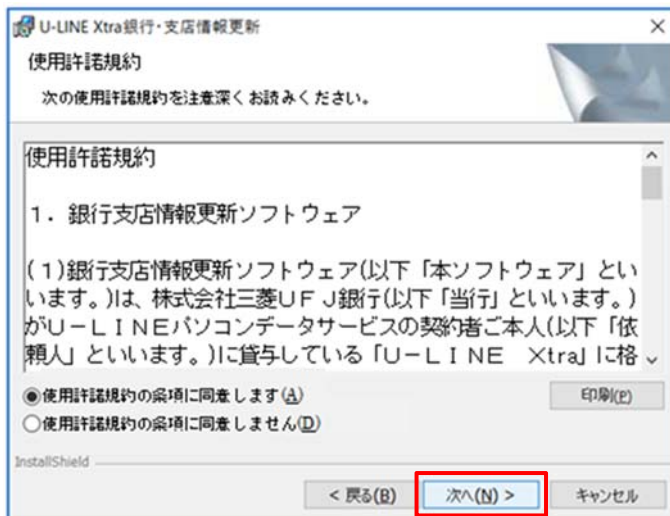 U-LINE Xtra銀行・支店情報更新
使用許諾規約
次の使用許諾規約を注意深くお読みください。
使用許諾規約
１．銀行支店情報更新ソフトウェア
(１)銀行支店情報更新ソフトウェア(以下「本ソフトウェア」とい
います。)は、株式会社三菱ＵＦＪ銀行(以下「当行」といいます。)
がＵ－ＬＩＮＥパソコンデータサービスの契約者ご本人(以下「依
頼人」といいます。)に貸与している「Ｕ－ＬＩＮＥ　Xtra」に格
使用許諾規約の条項に同意します(A)
印刷(P)
使用許諾規約の条項に同意しません(D)
InstallShield
< 戻る(B)
次へ(N) >
キャンセル